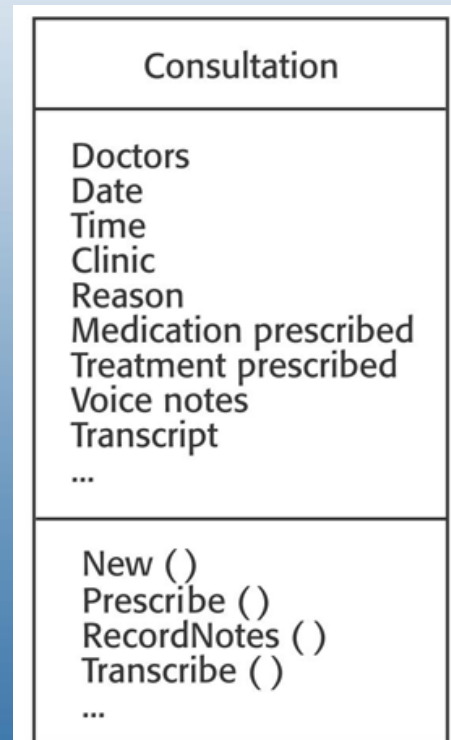 Consultation
Doctors
Date
Time
Clinic
Reason
Medication prescribed
Treatment prescribed
Voice notes
Transcript
...
New ( )
Prescribe ( )
RecordNotes ( )
Transcribe ( )
...